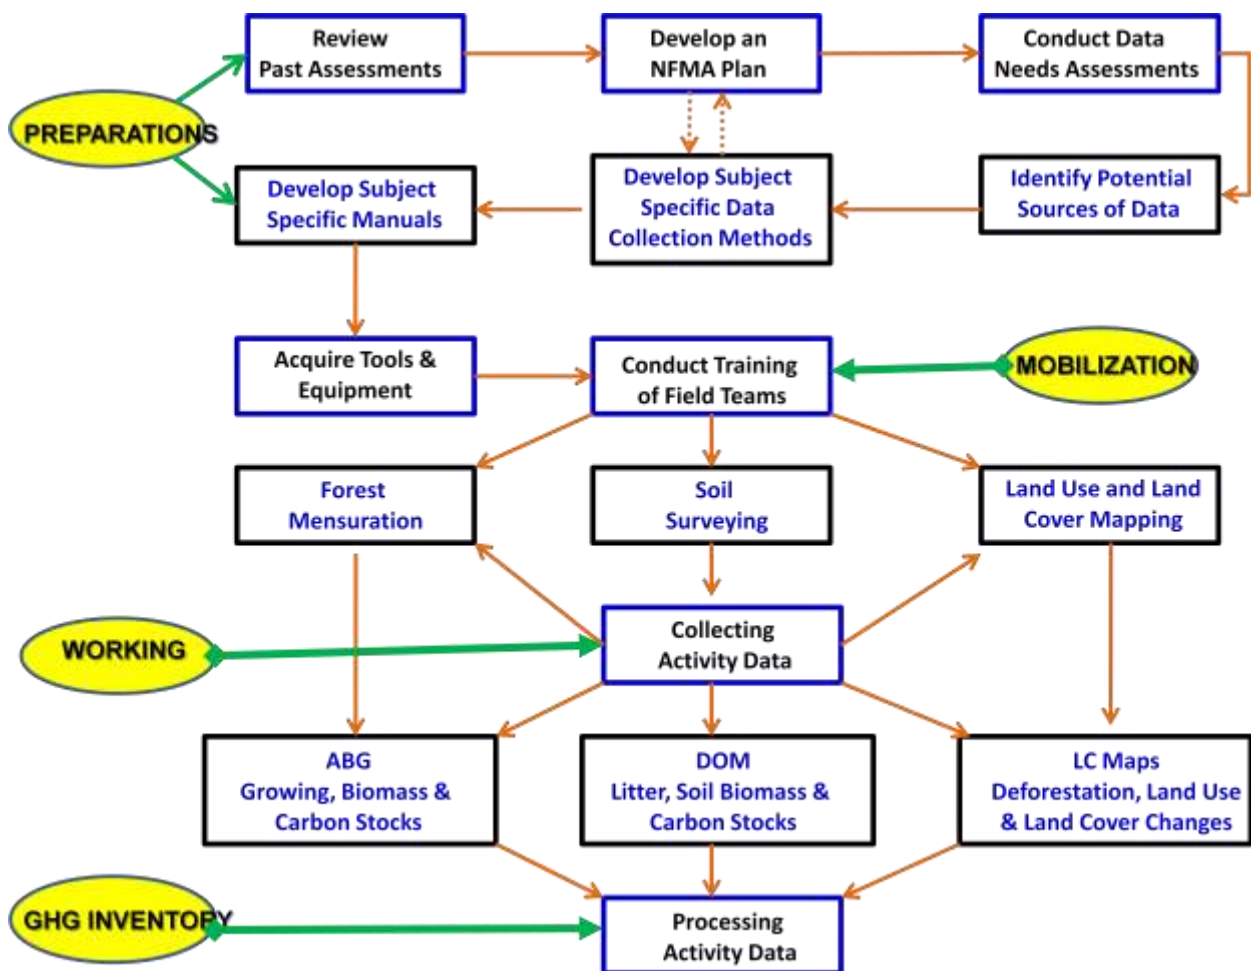 Review
Past Assessments
Develop an
NFMA Plan
Conduct Data
Needs Assessments
PREPARATIONS
Develop Subject
Specific Manuals
Develop Subject
Specific Data
Collection Methods
Identify Potential
Sources of Data
Acquire Tools &
Equipment
Conduct Training
of Field Teams
MOBILIZATION
Forest
Mensuration
Soil
Surveying
Land Use and Land
Cover Mapping
WORKING
Collecting
Activity Data
ABG
Growing, Biomass &
Carbon Stocks
DOM
Litter, Soil Biomass &
Carbon Stocks
LC Maps
Deforestation, Land Use
& Land Cover Changes
GHG INVENTORY
Processing
Activity Data